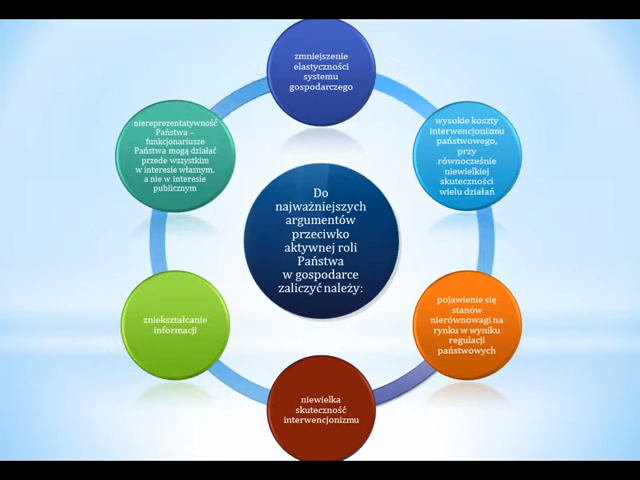 zmniejszenie
elastyczności
systemu
gospodarczego
wysokie koszty
interwencjonizmu
państwowego,
przy
równocześnie
niewielkiej
skuteczności
wielu działań
pojawienie się
stanów
nierównowagi na
rynku w wyniku
regulacji
państwowych
niewielka
skuteczność
interwencjonizmu
zniekształcanie
informacji
niereprezentatywność
Państwa –
funkcjonariusze
Państwa mogą działać
przede wszystkim
w interesie własnym,
a nie w interesie
publicznym
Do
najważniejszych
argumentów
przeciwko
aktywnej roli
Państwa
w gospodarce
zaliczyć należy: